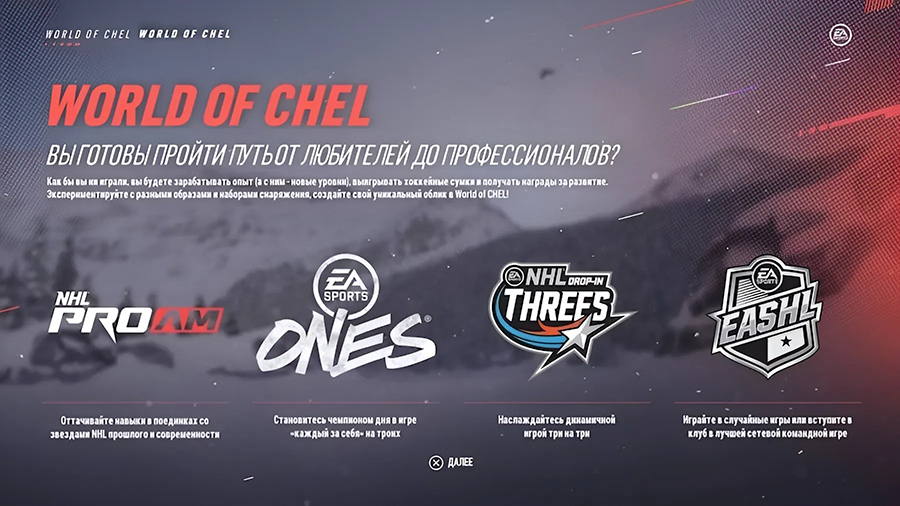 WORLD OF CHEL WORLD OF CHEL
EA SPORTS
WORLD OF CHEL
ВЫ ГОТОВЫ ПРОЙТИ ПУТЬ ОТ ЛЮБИТЕЛЕЙ ДО ПРОФЕССИОНАЛОВ?
Как бы вы ни играли, вы будете зарабатывать опыт (а с ним - новые уровни), выигрывать хоккейные сумки и получать награды за развитие.
Экспериментируйте с разными образами и наборами снаряжения, создайте свой уникальный облик в World of CHEL!
NHL
PRO AM
EA
SPORTS
ONES®
EA NHL DROP-IN
THREES
EA
SPORTS
EASHL
Оттачивайте навыки в поединках со
звездами NHL прошлого и современности
Становитесь чемпионом дня в игре
«каждый за себя» на троих
Наслаждайтесь динамичной
игрой три на три
Играйте в случайные игры или вступите в
клуб в лучшей сетевой командной игре
ДАЛЕЕ